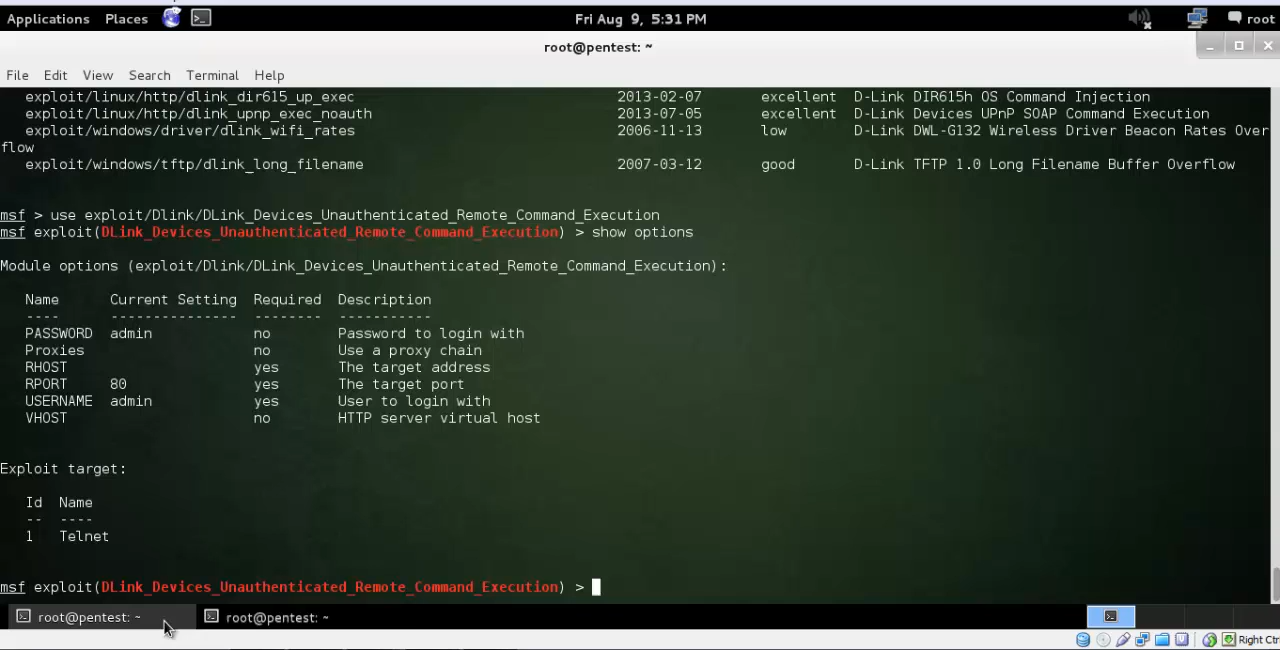 Applications Places Fri Aug 9, 5:31 PM root
root@pentest: ~
File Edit View Search Terminal Help
exploit/linux/http/dlink_dir615_up_exec 2013-02-07 excellent D-Link DIR615h OS Command Injection
exploit/linux/http/dlink_upnp_exec_noauth 2013-07-05 excellent D-Link Devices UPnP SOAP Command Execution
exploit/windows/driver/dlink_wifi_rates 2006-11-13 low D-Link DWL-G132 Wireless Driver Beacon Rates Over
flow
exploit/windows/tftp/dlink_long_filename 2007-03-12 good D-Link TFTP 1.0 Long Filename Buffer Overflow
msf > use exploit/Dlink/DLink_Devices_Unauthenticated_Remote_Command_Execution
msf exploit(DLink_Devices_Unauthenticated_Remote_Command_Execution) > show options
Module options (exploit/Dlink/DLink_Devices_Unauthenticated_Remote_Command_Execution):
Name Current Setting Required Description
---- --------------- -------- -----------
PASSWORD admin no Password to login with
Proxies no Use a proxy chain
RHOST yes The target address
RPORT 80 yes The target port
USERNAME admin yes User to login with
VHOST no HTTP server virtual host
Exploit target:
Id Name
-- ----
1 Telnet
msf exploit(DLink_Devices_Unauthenticated_Remote_Command_Execution) >
root@pentest: ~ root@pentest: ~
Right Ctr